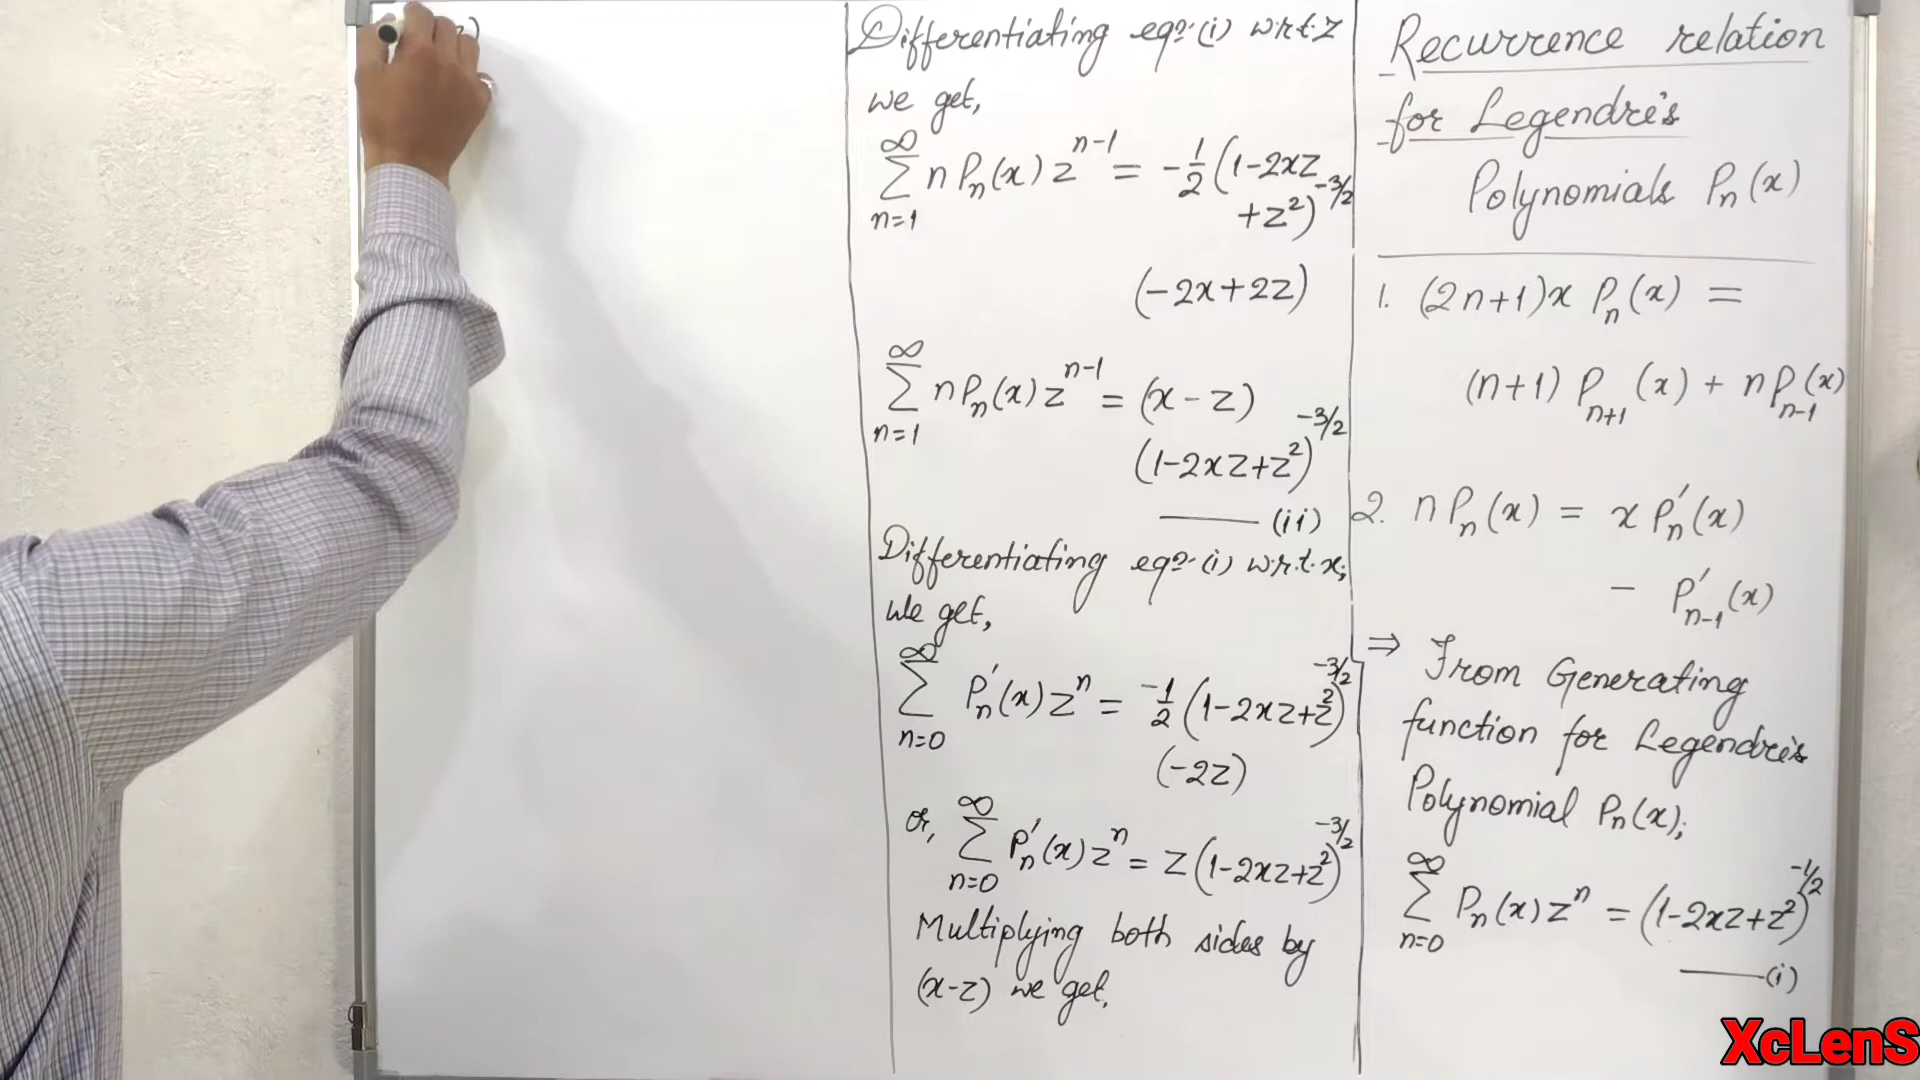 Recurrence relation
for Legendre's
Polynomials Pₙ(x)
1. (2n+1)x Pₙ(x) =
(n+1) Pₙ₊₁(x) + nPₙ₋₁(x)
2. nPₙ(x) = x P′ₙ(x)
− P′ₙ₋₁(x)
⇒ From Generating
function for Legendre's
Polynomial Pₙ(x);
∞ ∑ n=0 Pₙ(x) zⁿ = (1-2xz+z²)^(-1/2)
——(i)
Differentiating eqn. (i) w.r.t. z
we get,
∞ ∑ n=1 n Pₙ(x) z^(n-1) = -1/2 (1-2xz
+z²)^(-3/2)
(-2x+2z)
∞ ∑ n=1 n Pₙ(x) z^(n-1) = (x-z)
(1-2xz+z²)^(-3/2)
——(ii)
Differentiating eqn. (i) w.r.t. x;
we get,
∞ ∑ n=0 P′ₙ(x) zⁿ = -1/2 (1-2xz+z²)^(-3/2)
(-2z)
or, ∞ ∑ n=0 P′ₙ(x) zⁿ = z (1-2xz+z²)^(-3/2)
Multiplying both sides by
(x-z) we get,
XcLenS